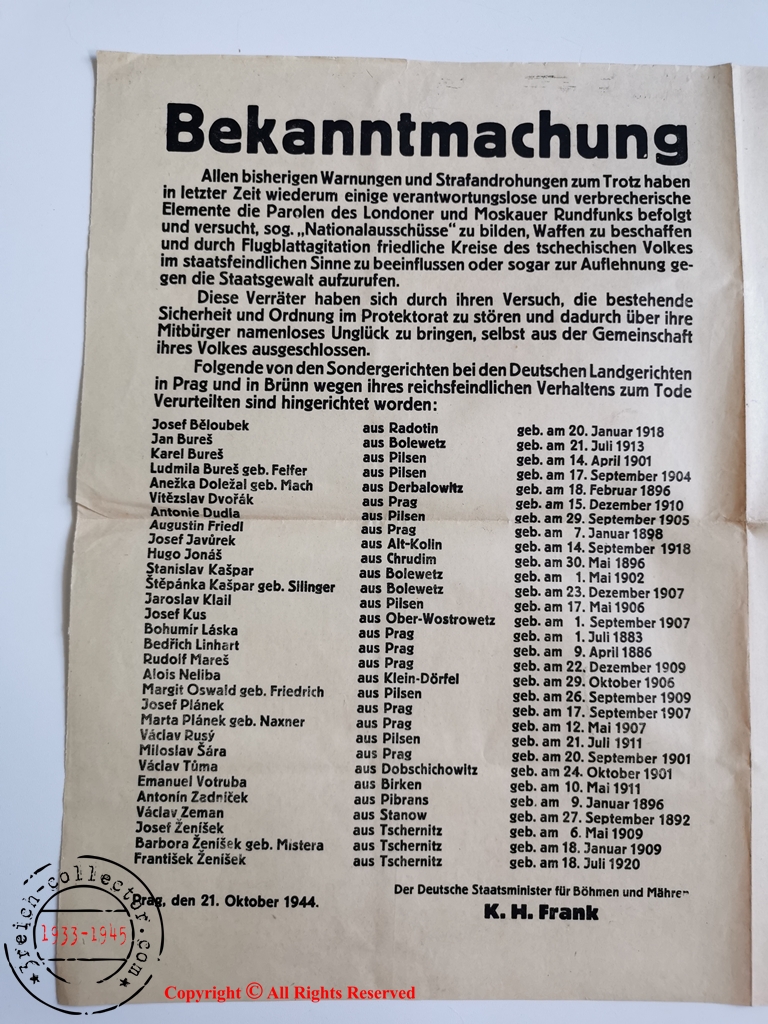 Bekanntmachung
Allen bisherigen Warnungen und Strafandrohungen zum Trotz haben
in letzter Zeit wiederum einige verantwortungslose und verbrecherische
Elemente die Parolen des Londoner und Moskauer Rundfunks befolgt
und versucht, sog. „Nationalausschüsse" zu bilden, Waffen zu beschaffen
und durch Flugblattagitation friedliche Kreise des tschechischen Volkes
im staatsfeindlichen Sinne zu beeinflussen oder sogar zur Auflehnung ge-
gen die Staatsgewalt aufzurufen.
Diese Verräter haben sich durch ihren Versuch, die bestehende
Sicherheit und Ordnung im Protektorat zu stören und dadurch über ihre
Mitbürger namenloses Unglück zu bringen, selbst aus der Gemeinschaft
ihres Volkes ausgeschlossen.
Folgende von den Sondergerichten bei den Deutschen Landgerichten
in Prag und in Brünn wegen ihres reichsfeindlichen Verhaltens zum Tode
Verurteilten sind hingerichtet worden:
Josef Běloubek aus Radotin geb. am 20. Januar 1918
Jan Bureš aus Bolewetz geb. am 21. Juli 1913
Karel Bureš aus Pilsen geb. am 14. April 1901
Ludmila Bureš geb. Felfer aus Pilsen geb. am 17. September 1904
Anežka Doležal geb. Mach aus Derbalowitz geb. am 18. Februar 1896
Vítězslav Dvořák aus Prag geb. am 15. Dezember 1910
Antonie Dudla aus Pilsen geb. am 29. September 1905
Augustin Friedl aus Prag geb. am 7. Januar 1898
Josef Javůrek aus Alt-Kolin geb. am 14. September 1918
Hugo Jonáš aus Chrudim geb. am 30. Mai 1896
Stanislav Kašpar aus Bolewetz geb. am 1. Mai 1902
Štěpánka Kašpar geb. Silinger aus Bolewetz geb. am 23. Dezember 1907
Jaroslav Klail aus Pilsen geb. am 17. Mai 1906
Josef Kus aus Ober-Wostrowetz geb. am 1. September 1907
Bohumír Láska aus Prag geb. am 1. Juli 1883
Bedřich Linhart aus Prag geb. am 9. April 1886
Rudolf Mareš aus Prag geb. am 22. Dezember 1909
Alois Neliba aus Klein-Dörfel geb. am 29. Oktober 1906
Margit Oswald geb. Friedrich aus Pilsen geb. am 26. September 1909
Josef Plánek aus Prag geb. am 17. September 1907
Marta Plánek geb. Naxner aus Prag geb. am 12. Mai 1907
Václav Rusý aus Pilsen geb. am 21. Juli 1911
Miloslav Šára aus Prag geb. am 20. September 1901
Václav Tůma aus Dobschichowitz geb. am 24. Oktober 1901
Emanuel Votruba aus Birken geb. am 10. Mai 1911
Antonín Zadníček aus Pibrans geb. am 9. Januar 1896
Václav Zeman aus Stanow geb. am 27. September 1892
Josef Ženíšek aus Tschernitz geb. am 6. Mai 1909
Barbora Ženíšek geb. Mistera aus Tschernitz geb. am 18. Januar 1909
František Ženíšek aus Tschernitz geb. am 18. Juli 1920
Prag, den 21. Oktober 1944.
Der Deutsche Staatsminister für Böhmen und Mähren
K. H. Frank
3reich-collector.com
1933-1945
Copyright © All Rights Reserved